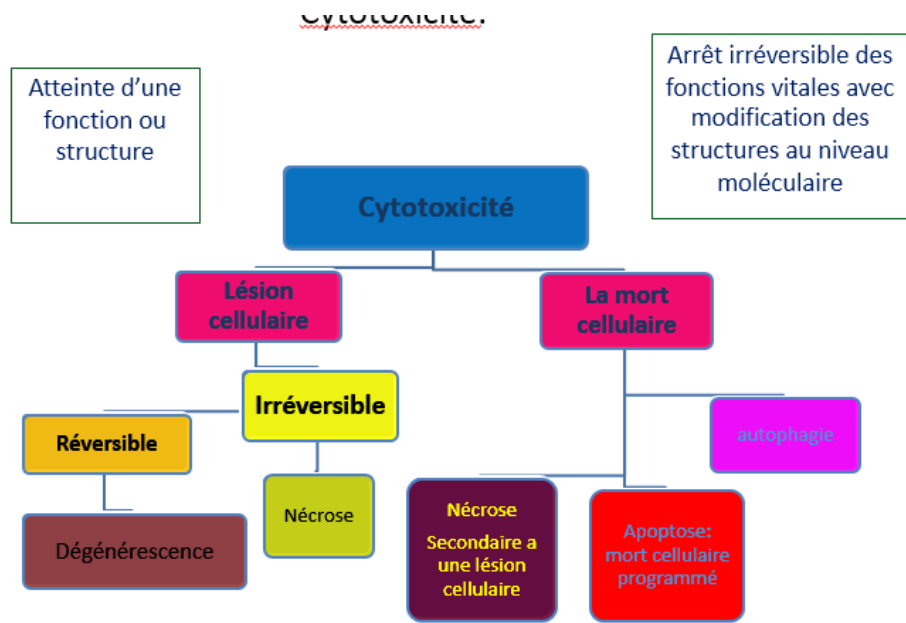 Cytotoxicité:
Atteinte d'une
fonction ou
structure
Arrêt irréversible des
fonctions vitales avec
modification des
structures au niveau
moléculaire
Cytotoxicité
Lésion
cellulaire
La mort
cellulaire
Irréversible
Réversible
autophagie
Nécrose
Dégénérescence
Nécrose
Secondaire a
une lésion
cellulaire
Apoptose:
mort cellulaire
programmé